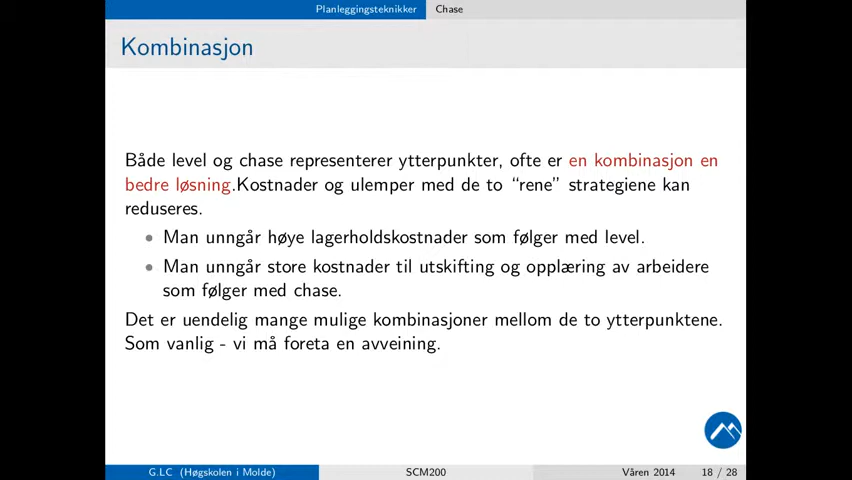 Planleggingsteknikker Chase
Kombinasjon
Både level og chase representerer ytterpunkter, ofte er en kombinasjon en
bedre løsning.Kostnader og ulemper med de to “rene” strategiene kan
reduseres.
• Man unngår høye lagerholdskostnader som følger med level.
• Man unngår store kostnader til utskifting og opplæring av arbeidere
som følger med chase.
Det er uendelig mange mulige kombinasjoner mellom de to ytterpunktene.
Som vanlig - vi må foreta en avveining.
G.LC (Høgskolen i Molde) SCM200 Våren 2014 18 / 28